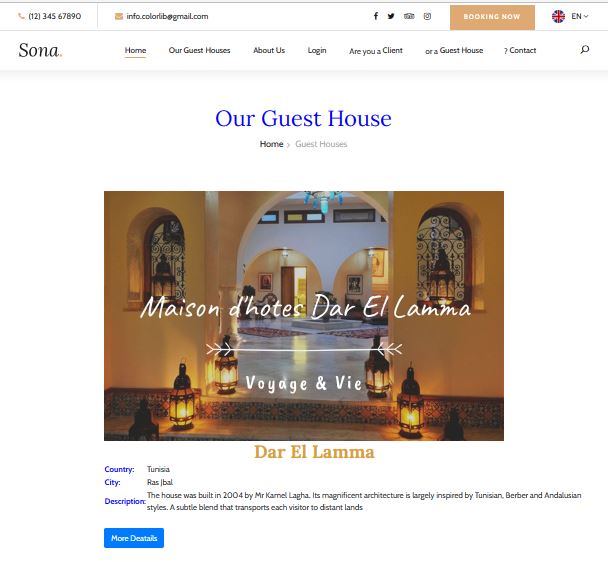 (12) 345 67890
info.colorlib@gmail.com
BOOKING NOW
EN
Sona.
Home
Our Guest Houses
About Us
Login
Are you a Client
or a Guest House
? Contact
Our Guest House
Home › Guest Houses
Maison d'hotes Dar El Lamma
Voyage & Vie
Dar El Lamma
Country: Tunisia
City: Ras Jbal
Description: The house was built in 2004 by Mr Kamel Lagha. Its magnificent architecture is largely inspired by Tunisian, Berber and Andalusian
styles. A subtle blend that transports each visitor to distant lands
More Deatails